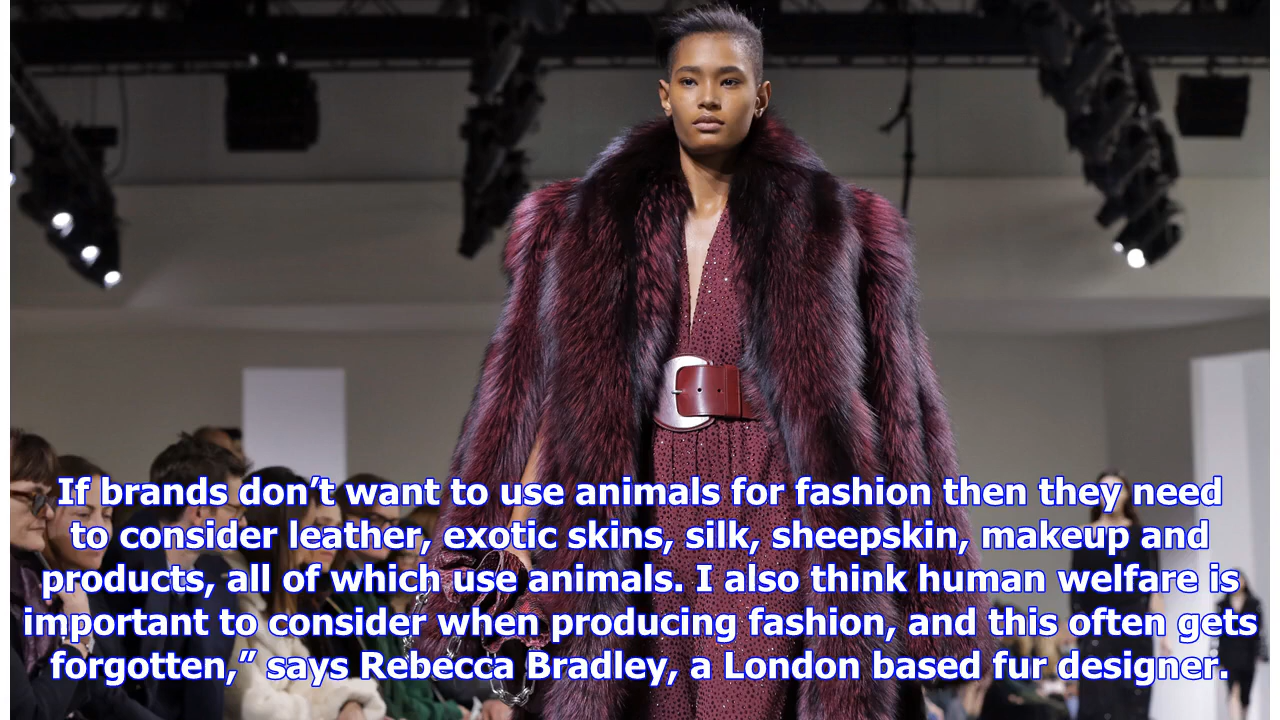 If brands don’t want to use animals for fashion then they need
to consider leather, exotic skins, silk, sheepskin, makeup and
products, all of which use animals. I also think human welfare is
important to consider when producing fashion, and this often gets
forgotten,” says Rebecca Bradley, a London based fur designer.